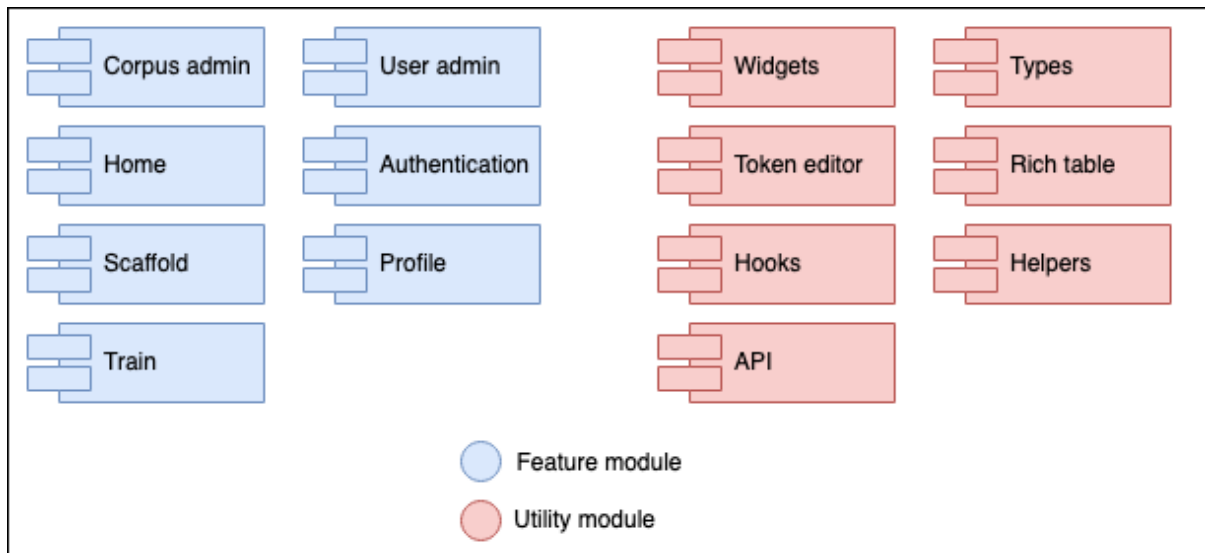 Corpus admin
User admin
Widgets
Types
Home
Authentication
Token editor
Rich table
Scaffold
Profile
Hooks
Helpers
Train
API
Feature module
Utility module